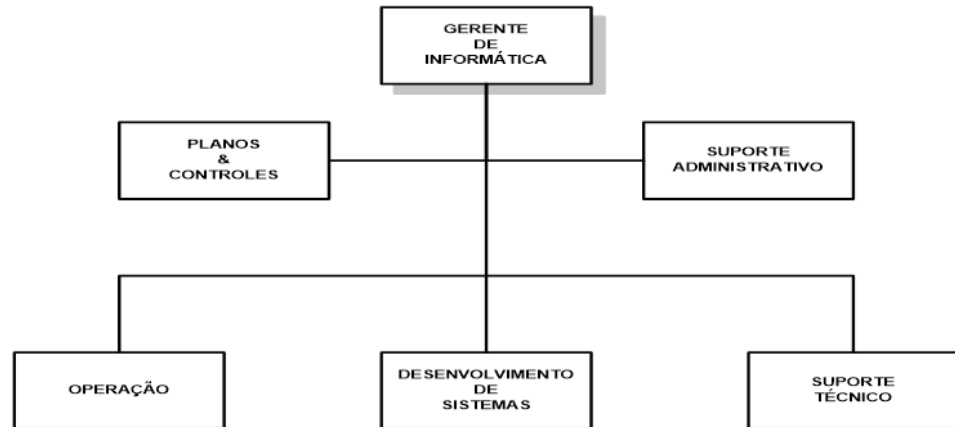 GERENTE
DE
INFORMÁTICA
PLANOS
&
CONTROLES
SUPORTE
ADMINISTRATIVO
OPERAÇÃO
DESENVOLVIMENTO
DE
SISTEMAS
SUPORTE
TÉCNICO